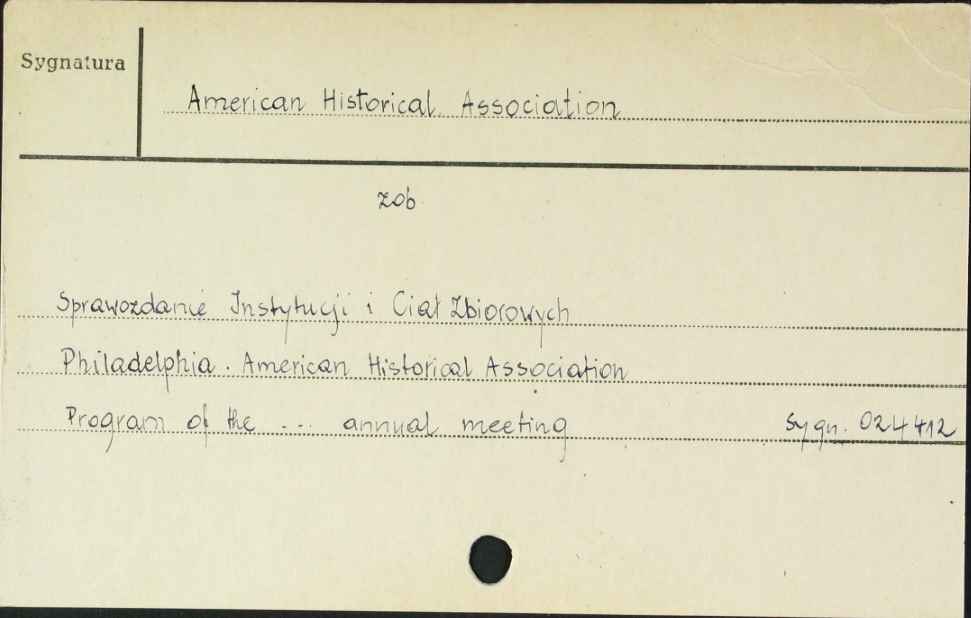 Sygnatura
American Historical Association
zob
Sprawozdanie Instytucji i Ciał Zbiorowych
Philadelphia. American Historical Association
Program of the ... annual meeting Sygn. 024412